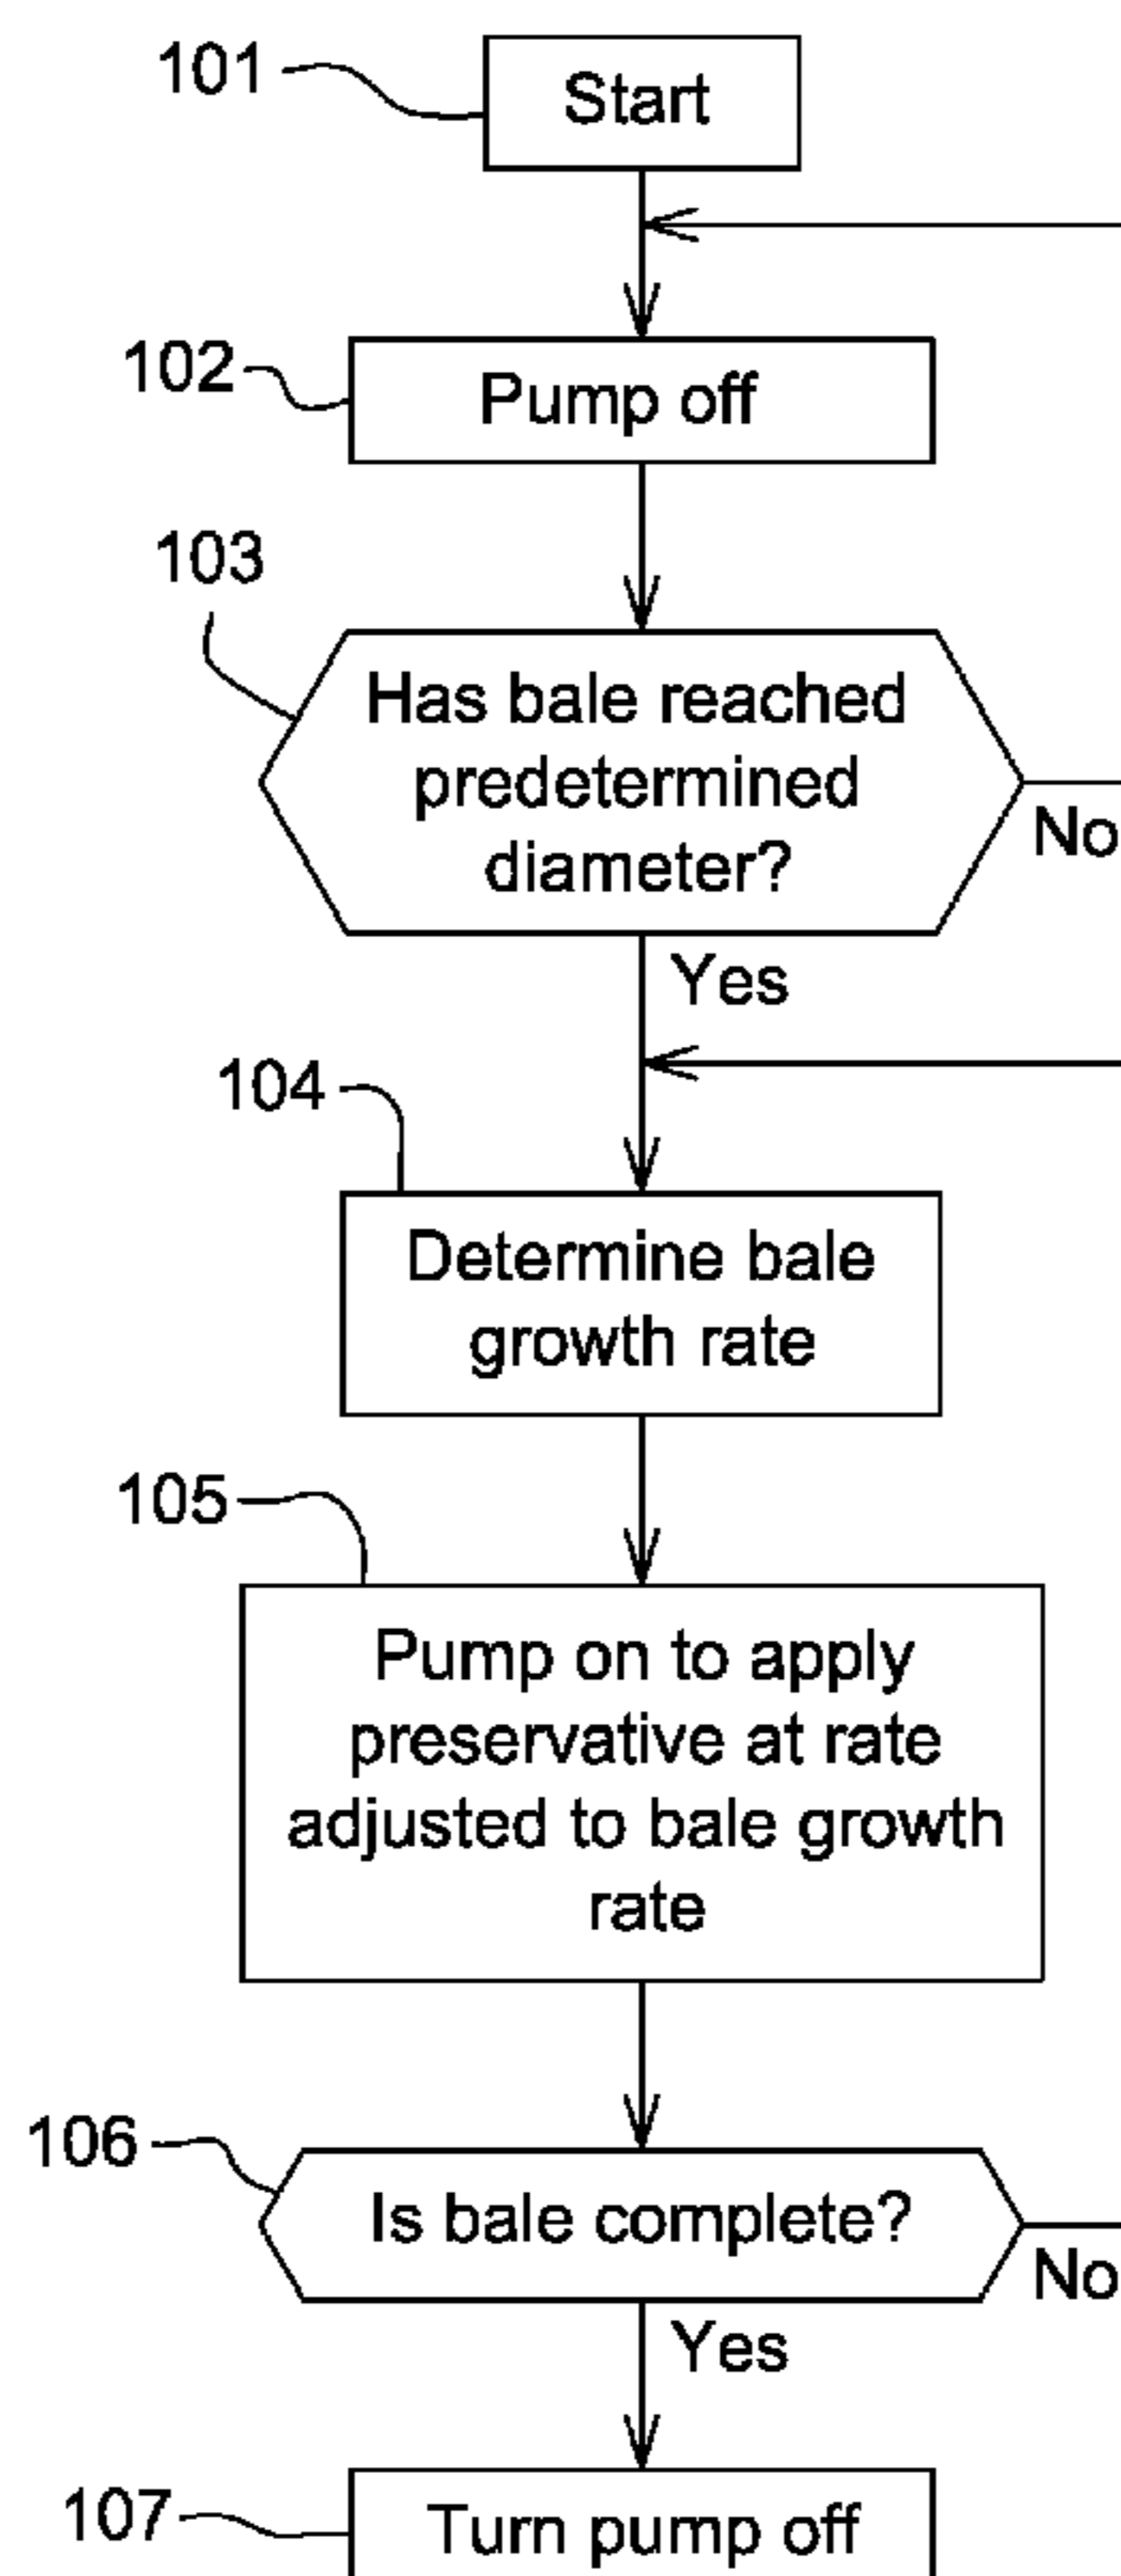 101
Start
102
Pump off
103
Has bale reached
predetermined
diameter?
No
Yes
104
Determine bale
growth rate
105
Pump on to apply
preservative at rate
adjusted to bale growth
rate
106
Is bale complete?
No
Yes
107
Turn pump off